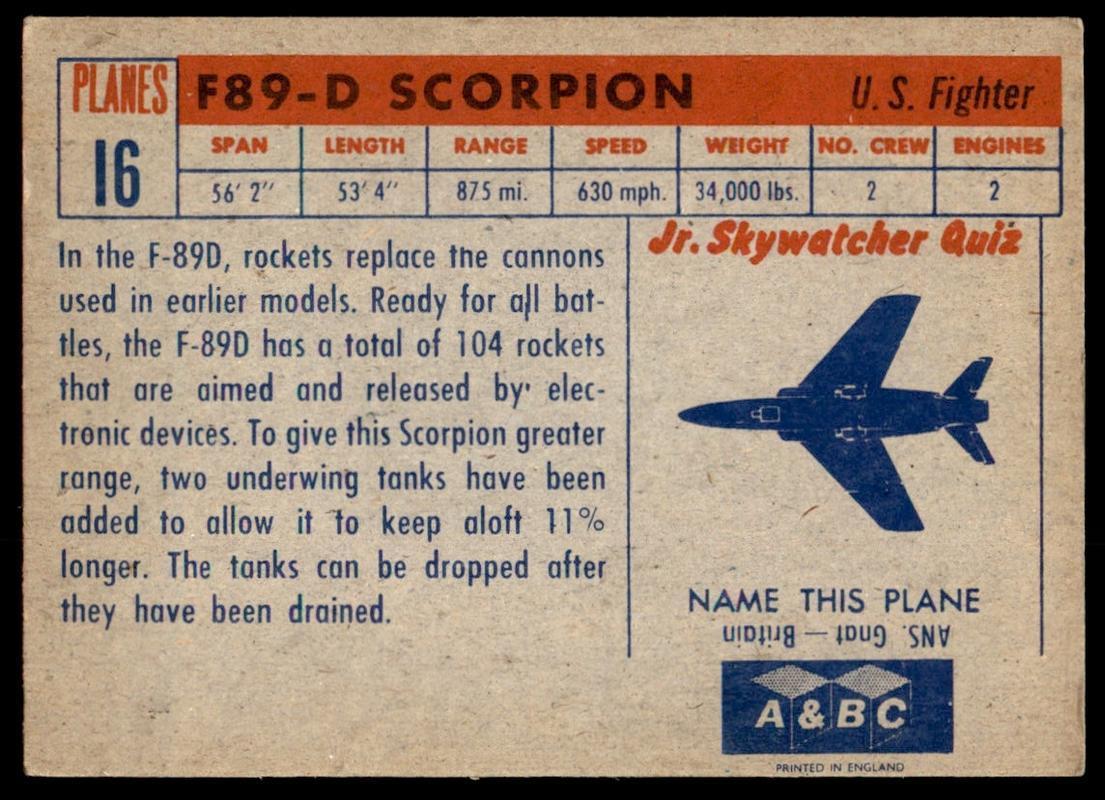 PLANES
16
F89-D SCORPION
U. S. Fighter
SPAN LENGTH RANGE SPEED WEIGHT NO. CREW ENGINES
56' 2" 53' 4" 875 mi. 630 mph. 34,000 lbs. 2 2
In the F-89D, rockets replace the cannons
used in earlier models. Ready for all bat-
tles, the F-89D has a total of 104 rockets
that are aimed and released by elec-
tronic devices. To give this Scorpion greater
range, two underwing tanks have been
added to allow it to keep aloft 11%
longer. The tanks can be dropped after
they have been drained.
Jr. Skywatcher Quiz
NAME THIS PLANE
ANS. Gnat — Britain
A & B C
PRINTED IN ENGLAND